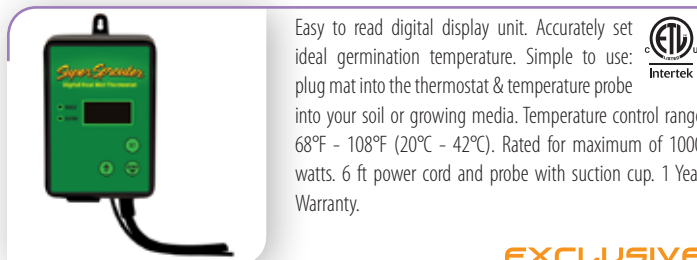 Super Sprouter
Digital Heat Mat Thermostat
Easy to read digital display unit. Accurately set
ideal germination temperature. Simple to use:
plug mat into the thermostat & temperature probe
into your soil or growing media. Temperature control range
68°F - 108°F (20°C - 42°C). Rated for maximum of 1000
watts. 6 ft power cord and probe with suction cup. 1 Year
Warranty.
C ETL US
LISTED
Intertek
EXCLUSIVE